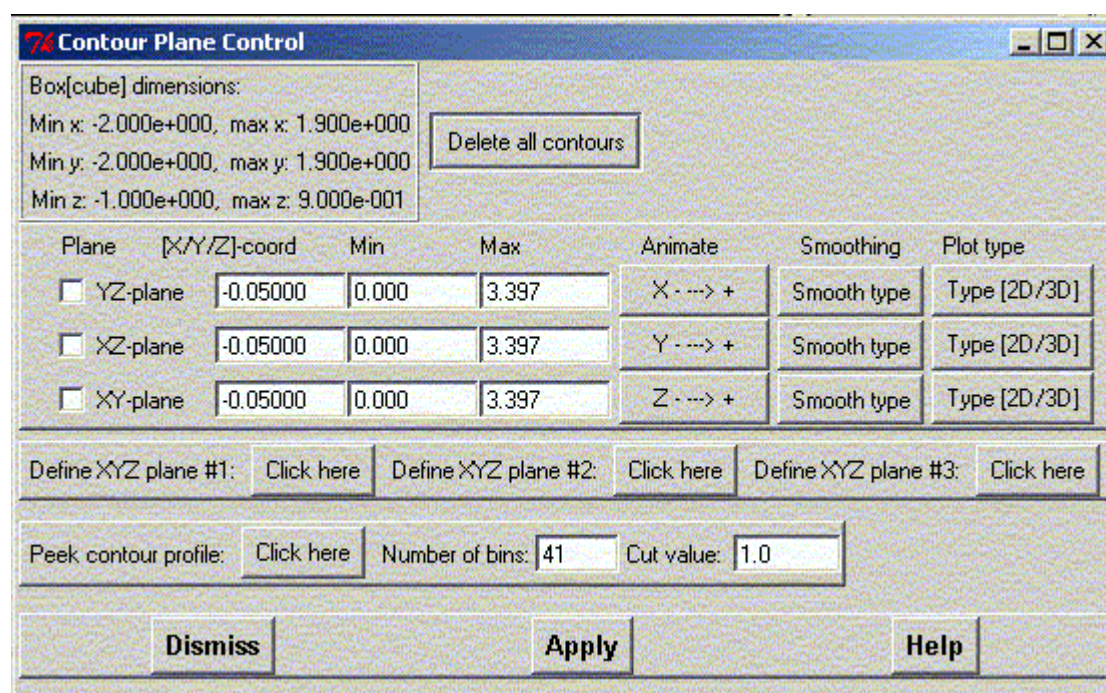 Contour Plane Control
Box[cube] dimensions:
Min x: -2.000e+000, max x: 1.900e+000
Delete all contours
Min y: -2.000e+000, max y: 1.900e+000
Min z: -1.000e+000, max z: 9.000e-001
Plane [X/Y/Z]-coord Min Max Animate Smoothing Plot type
YZ-plane -0.05000 0.000 3.397 X - ---> + Smooth type Type [2D/3D]
XZ-plane -0.05000 0.000 3.397 Y - ---> + Smooth type Type [2D/3D]
XY-plane -0.05000 0.000 3.397 Z - ---> + Smooth type Type [2D/3D]
Define XYZ plane #1: Click here Define XYZ plane #2: Click here Define XYZ plane #3: Click here
Peek contour profile: Click here Number of bins: 41 Cut value: 1.0
Dismiss Apply Help